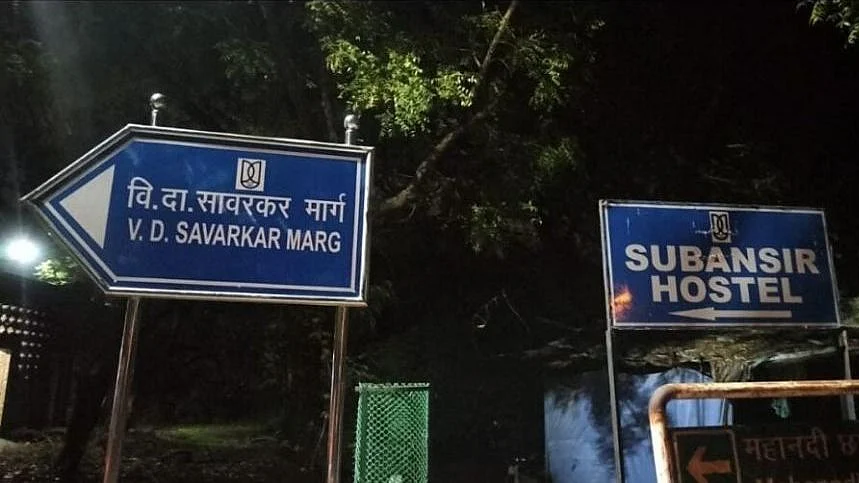 वि.दा.सावरकर मार्ग
V. D. SAVARKAR MARG
SUBANSIR
HOSTEL
महानदी